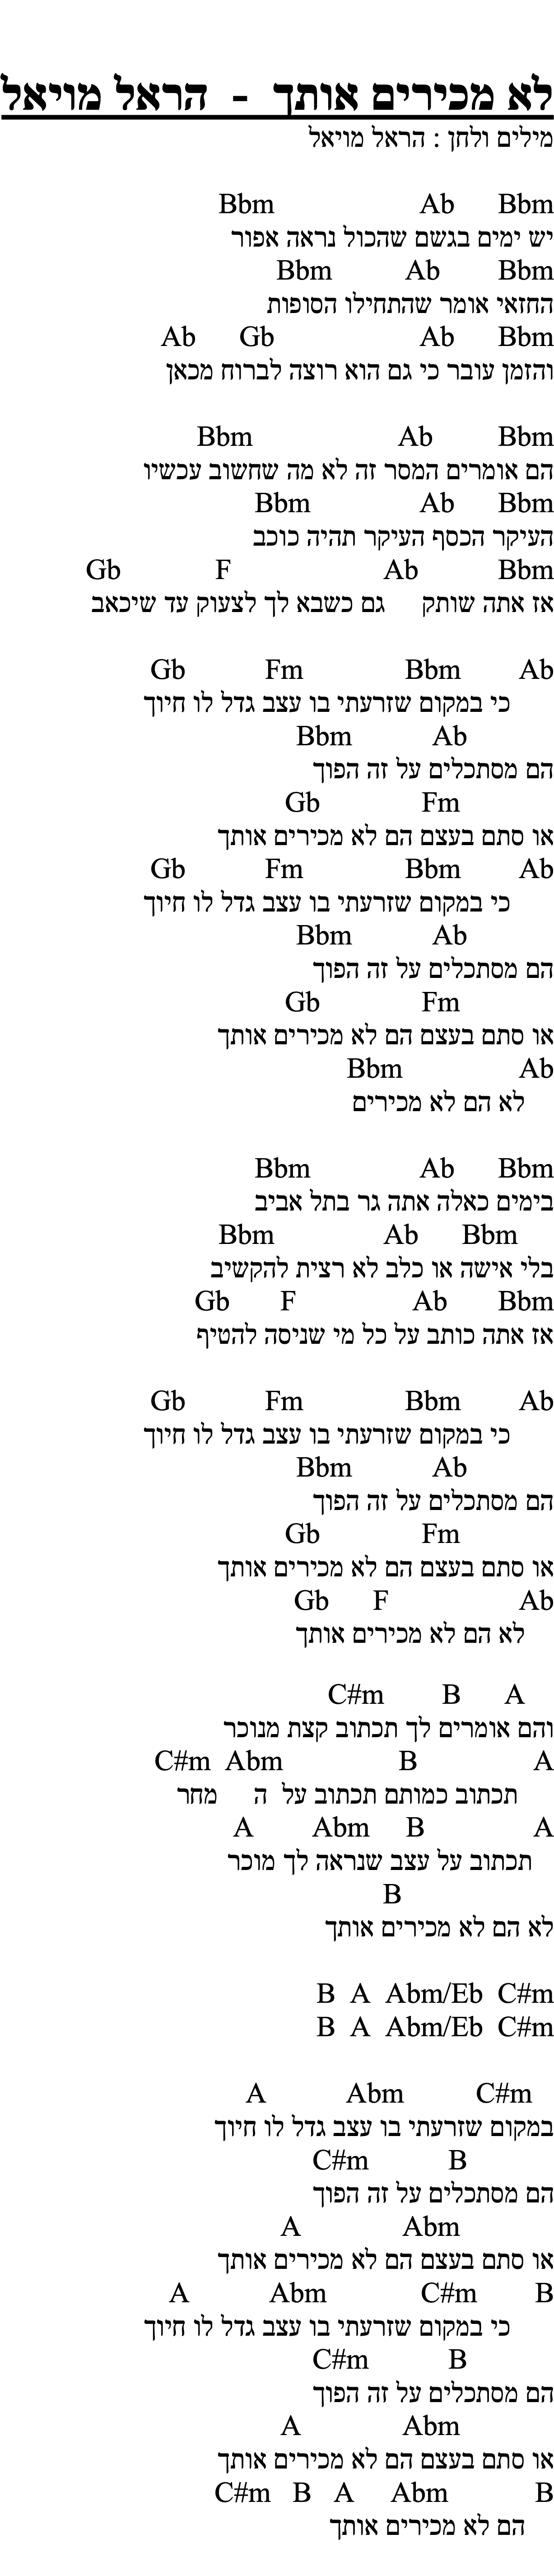 לא מכירים אותך - הראל מויאל
מילים ולחן : הראל מויאל
Bbm Ab Bbm
יש ימים בגשם שהכול נראה אפור
Bbm Ab Bbm
החזאי אומר שהתחילו הסופות
Ab Gb Ab Bbm
והזמן עובר כי גם הוא רוצה לברוח מכאן
Bbm Ab Bbm
הם אומרים המסר זה לא מה שחשוב עכשיו
Bbm Ab Bbm
העיקר הכסף העיקר תהיה כוכב
Gb F Ab Bbm
אז אתה שותק גם כשבא לך לצעוק עד שיכאב
Gb Fm Bbm Ab
כי במקום שזרעתי בו עצב גדל לו חיוך
Bbm Ab
הם מסתכלים על זה הפוך
Gb Fm
או סתם בעצם הם לא מכירים אותך
Gb Fm Bbm Ab
כי במקום שזרעתי בו עצב גדל לו חיוך
Bbm Ab
הם מסתכלים על זה הפוך
Gb Fm
או סתם בעצם הם לא מכירים אותך
Bbm Ab
לא הם לא מכירים
Bbm Ab Bbm
בימים כאלה אתה גר בתל אביב
Bbm Ab Bbm
בלי אישה או כלב לא רצית להקשיב
Gb F Ab Bbm
אז אתה כותב על כל מי שניסה להטיף
Gb Fm Bbm Ab
כי במקום שזרעתי בו עצב גדל לו חיוך
Bbm Ab
הם מסתכלים על זה הפוך
Gb Fm
או סתם בעצם הם לא מכירים אותך
Gb F Ab
לא הם לא מכירים אותך
C#m B A
והם אומרים לך תכתוב קצת מנוכר
C#m Abm B A
תכתוב כמותם תכתוב על ה מחר
A Abm B A
תכתוב על עצב שנראה לך מוכר
B
לא הם לא מכירים אותך
B A Abm/Eb C#m
B A Abm/Eb C#m
A Abm C#m
במקום שזרעתי בו עצב גדל לו חיוך
C#m B
הם מסתכלים על זה הפוך
A Abm
או סתם בעצם הם לא מכירים אותך
A Abm C#m B
כי במקום שזרעתי בו עצב גדל לו חיוך
C#m B
הם מסתכלים על זה הפוך
A Abm
או סתם בעצם הם לא מכירים אותך
C#m B A Abm B
הם לא מכירים אותך